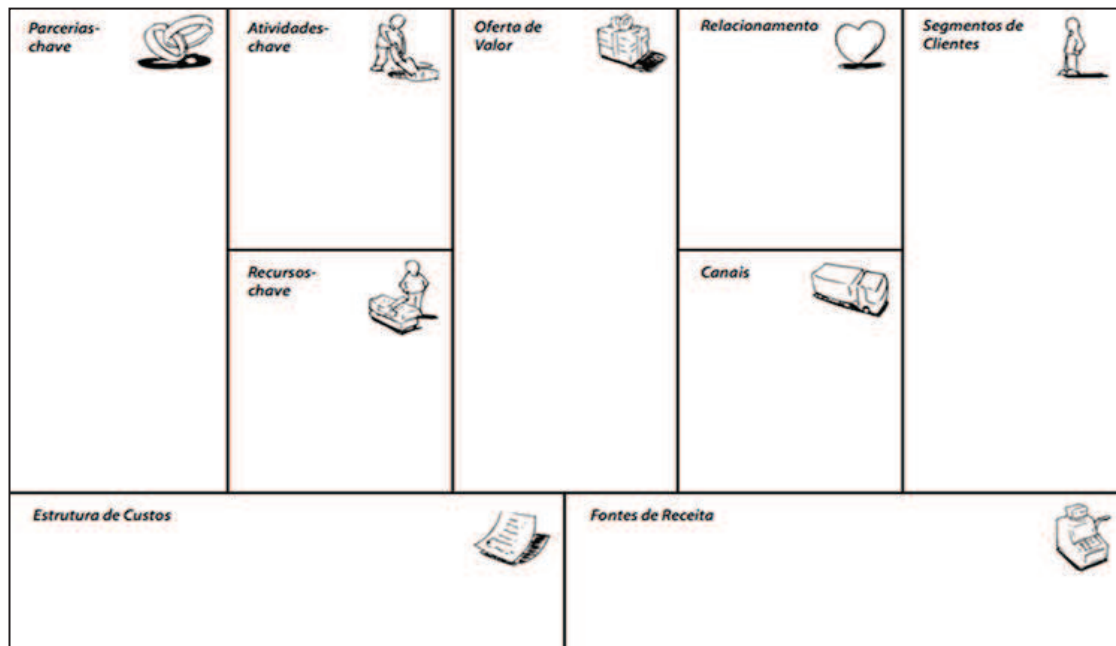 Parcerias-
chave
Atividades-
chave
Oferta de
Valor
Relacionamento
Segmentos de
Clientes
Recursos-
chave
Canais
Estrutura de Custos
Fontes de Receita